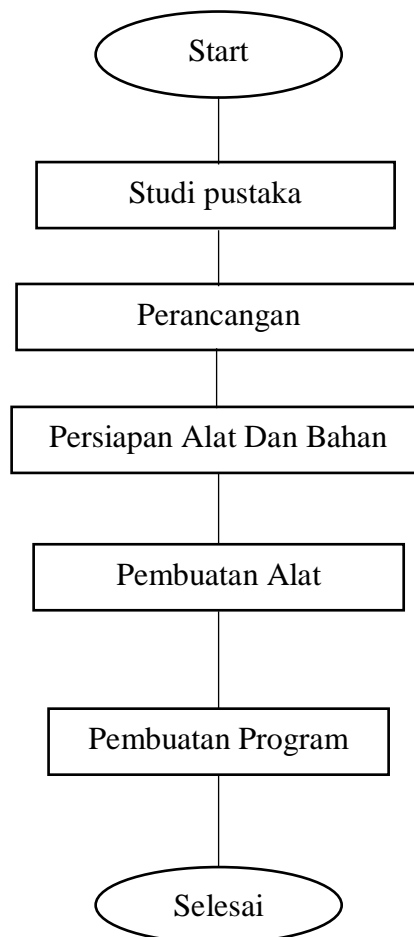 Start
Studi pustaka
Perancangan
Persiapan Alat Dan Bahan
Pembuatan Alat
Pembuatan Program
Selesai